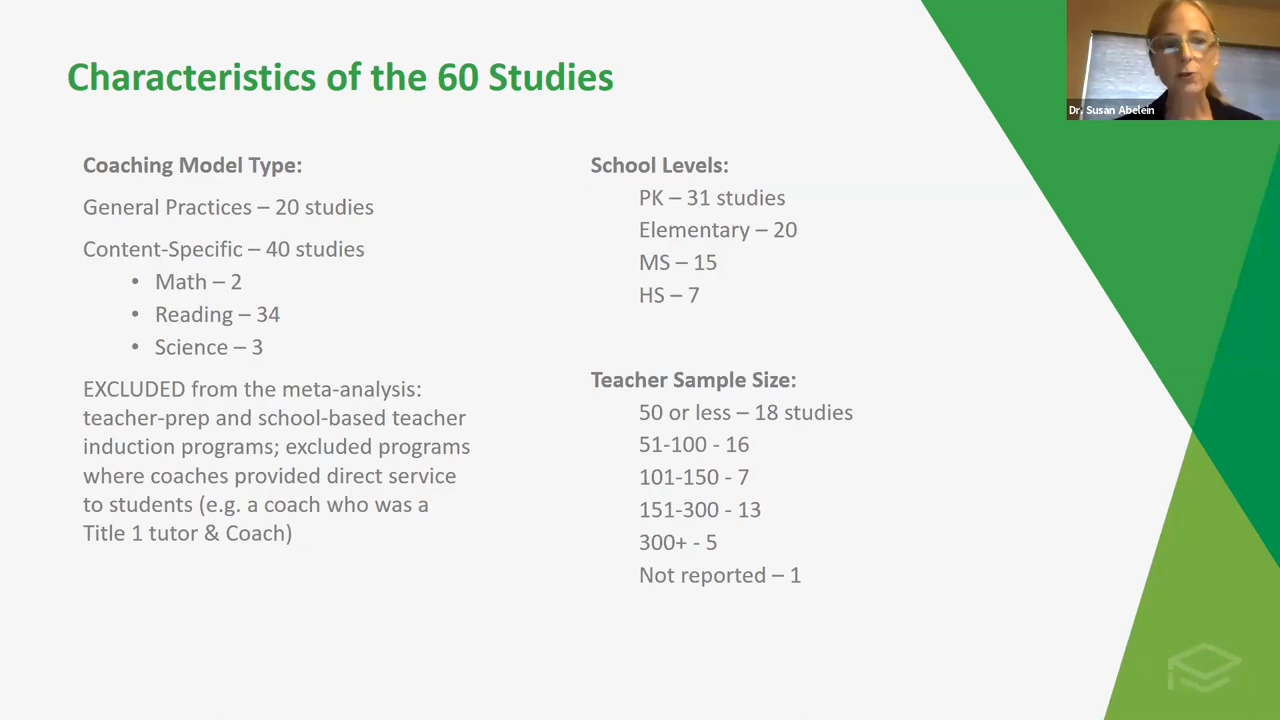 Characteristics of the 60 Studies
Dr. Susan Abelein
Coaching Model Type:
General Practices – 20 studies
Content-Specific – 40 studies
• Math – 2
• Reading – 34
• Science – 3
EXCLUDED from the meta-analysis:
teacher-prep and school-based teacher
induction programs; excluded programs
where coaches provided direct service
to students (e.g. a coach who was a
Title 1 tutor & Coach)
School Levels:
PK – 31 studies
Elementary – 20
MS – 15
HS – 7
Teacher Sample Size:
50 or less – 18 studies
51-100 - 16
101-150 - 7
151-300 - 13
300+ - 5
Not reported – 1